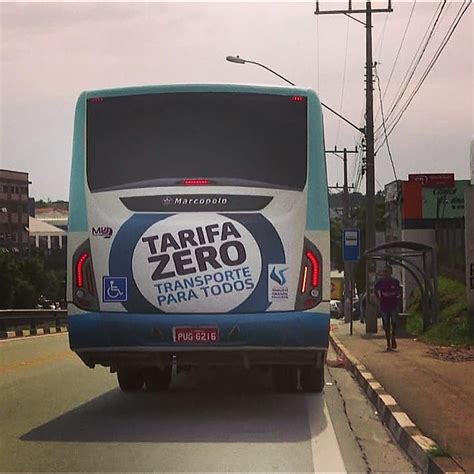 Marcopolo
TARIFA
ZERO
TRANSPORTE
PARA TODOS
PUG 6216